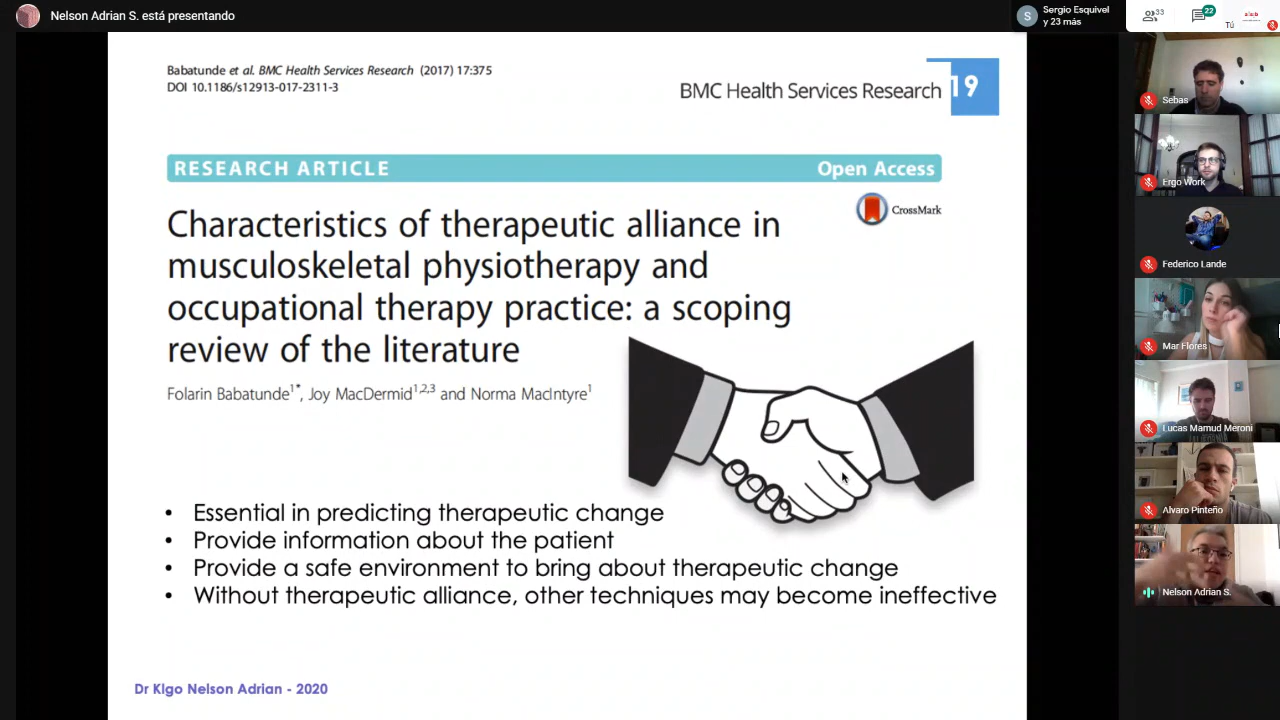 Nelson Adrian S. está presentando
Sergio Esquivel
y 23 más
S
33
22
Tú
Babatunde et al. BMC Health Services Research (2017) 17:375
DOI 10.1186/s12913-017-2311-3
BMC Health Services Research
19
RESEARCH ARTICLE
Open Access
CrossMark
Characteristics of therapeutic alliance in
musculoskeletal physiotherapy and
occupational therapy practice: a scoping
review of the literature
Folarin Babatunde1*, Joy MacDermid1,2,3 and Norma MacIntyre1
• Essential in predicting therapeutic change
• Provide information about the patient
• Provide a safe environment to bring about therapeutic change
• Without therapeutic alliance, other techniques may become ineffective
Dr Klgo Nelson Adrian - 2020
Sebas
Ergo Work
Federico Lande
Mar Flores
Lucas Mamud Meroni
Alvaro Pinteño
Nelson Adrian S.